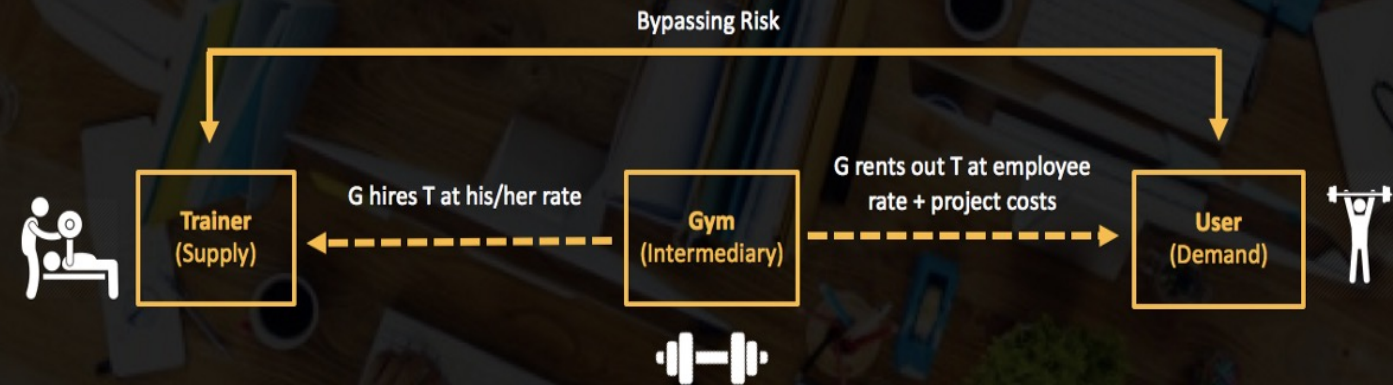 Bypassing Risk
G hires T at his/her rate
G rents out T at employee
rate + project costs
Trainer
(Supply)
Gym
(Intermediary)
User
(Demand)